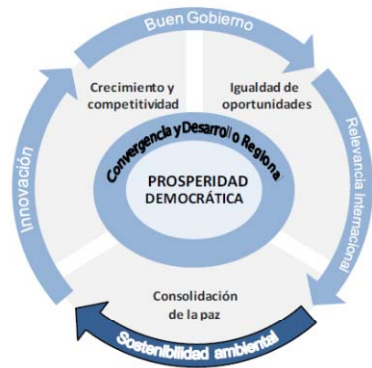 Buen Gobierno
Crecimiento y
competitividad
Igualdad de
oportunidades
Innovación
Relevancia Internacional
Convergencia y Desarrollo Regional
PROSPERIDAD
DEMOCRÁTICA
Consolidación
de la paz
Sostenibilidad ambiental